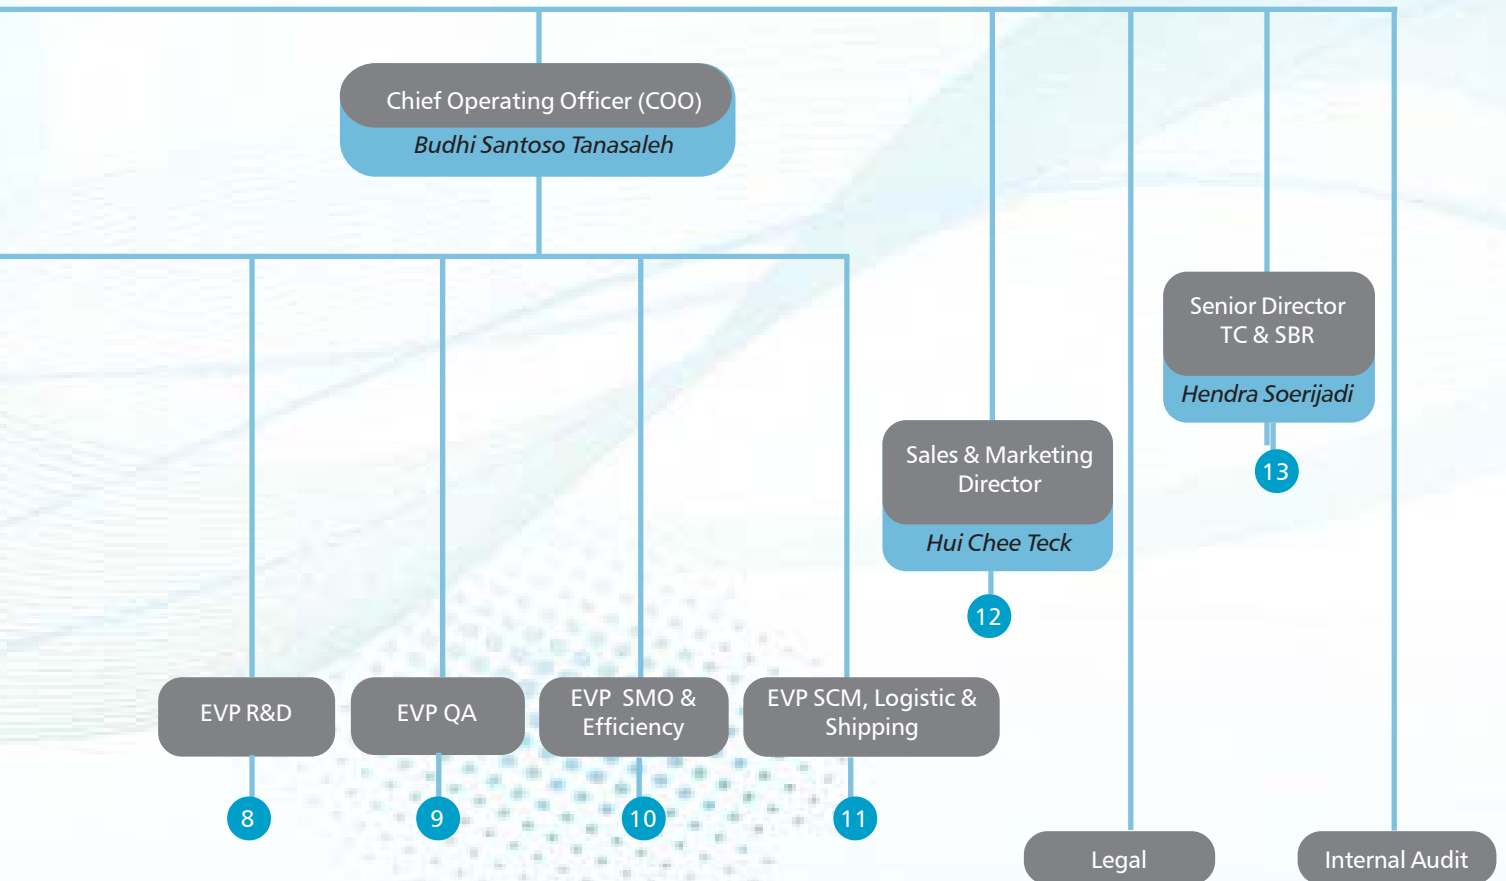 Chief Operating Officer (COO)
Budhi Santoso Tanasaleh
Senior Director
TC & SBR
Hendra Soerijadi
13
Sales & Marketing
Director
Hui Chee Teck
12
EVP R&D
8
EVP QA
9
EVP SMO &
Efficiency
10
EVP SCM, Logistic &
Shipping
11
Legal
Internal Audit